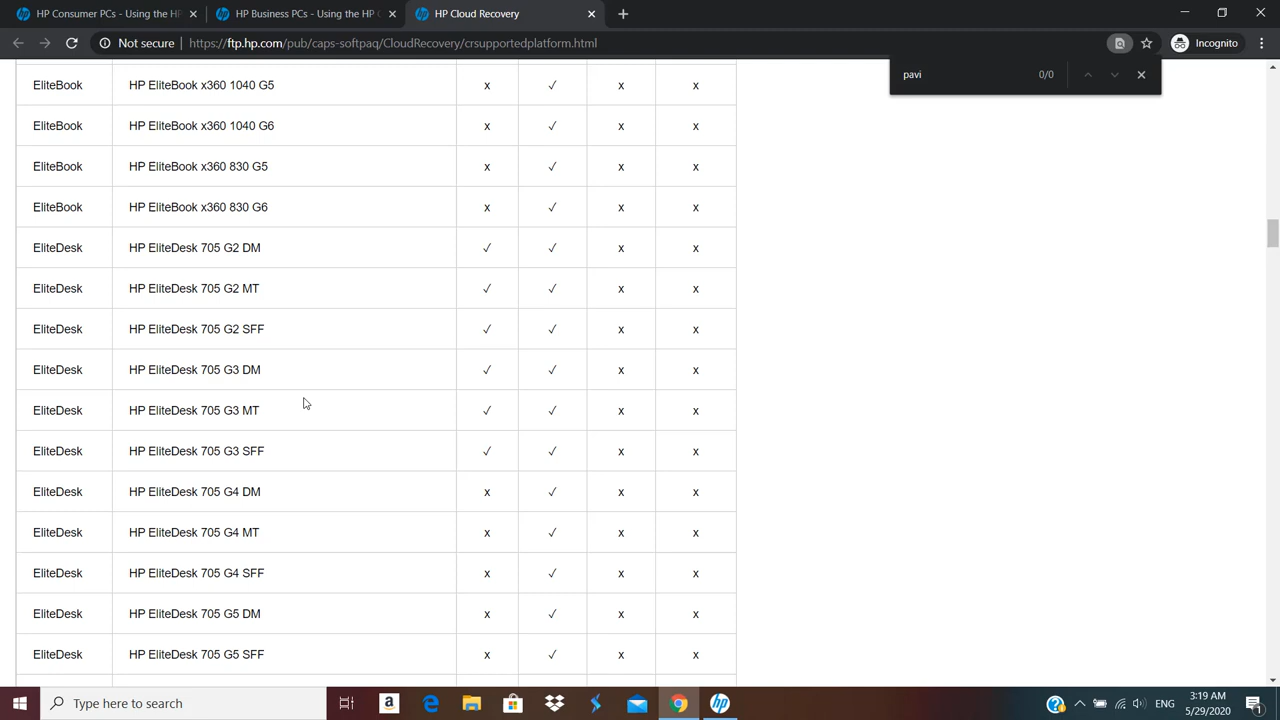 HP Consumer PCs - Using the HP
HP Business PCs - Using the HP C
HP Cloud Recovery
Not secure
https://ftp.hp.com/pub/caps-softpaq/CloudRecovery/crsupportedplatform.html
Incognito
pavi 0/0
EliteBook HP EliteBook x360 1040 G5 x ✓ x x
EliteBook HP EliteBook x360 1040 G6 x ✓ x x
EliteBook HP EliteBook x360 830 G5 x ✓ x x
EliteBook HP EliteBook x360 830 G6 x ✓ x x
EliteDesk HP EliteDesk 705 G2 DM ✓ ✓ x x
EliteDesk HP EliteDesk 705 G2 MT ✓ ✓ x x
EliteDesk HP EliteDesk 705 G2 SFF ✓ ✓ x x
EliteDesk HP EliteDesk 705 G3 DM ✓ ✓ x x
EliteDesk HP EliteDesk 705 G3 MT ✓ ✓ x x
EliteDesk HP EliteDesk 705 G3 SFF ✓ ✓ x x
EliteDesk HP EliteDesk 705 G4 DM x ✓ x x
EliteDesk HP EliteDesk 705 G4 MT x ✓ x x
EliteDesk HP EliteDesk 705 G4 SFF x ✓ x x
EliteDesk HP EliteDesk 705 G5 DM x ✓ x x
EliteDesk HP EliteDesk 705 G5 SFF x ✓ x x
Type here to search
ENG
3:19 AM
5/29/2020